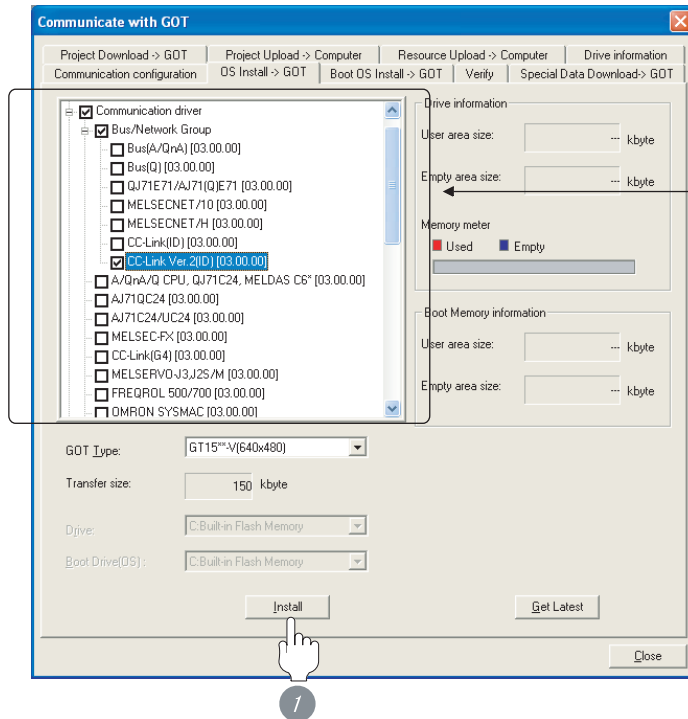 Communicate with GOT
Project Download -> GOT
Project Upload -> Computer
Resource Upload -> Computer
Drive information
Communication configuration
OS Install -> GOT
Boot OS Install -> GOT
Verify
Special Data Download-> GOT
Communication driver
Bus/Network Group
Bus(A/QnA) [03.00.00]
Bus(Q) [03.00.00]
QJ71E71/AJ71(Q)E71 [03.00.00]
MELSECNET/10 [03.00.00]
MELSECNET/H [03.00.00]
CC-Link(ID) [03.00.00]
CC-Link Ver.2(ID) [03.00.00]
A/QnA/Q CPU, QJ71C24, MELDAS C6* [03.00.00]
AJ71QC24 [03.00.00]
AJ71C24/UC24 [03.00.00]
MELSEC-FX [03.00.00]
CC-Link(G4) [03.00.00]
MELSERVO-J3,J2S/M [03.00.00]
FREQROL 500/700 [03.00.00]
OMRON SYSMAC [03.00.00]
Drive information
User area size: --- kbyte
Empty area size: --- kbyte
Memory meter
Used Empty
Boot Memory information
User area size: --- kbyte
Empty area size: --- kbyte
GOT Type: GT15**-V(640x480)
Transfer size: 150 kbyte
Drive: C:Built-in Flash Memory
Boot Drive(OS) : C:Built-in Flash Memory
Install
Get Latest
Close
1